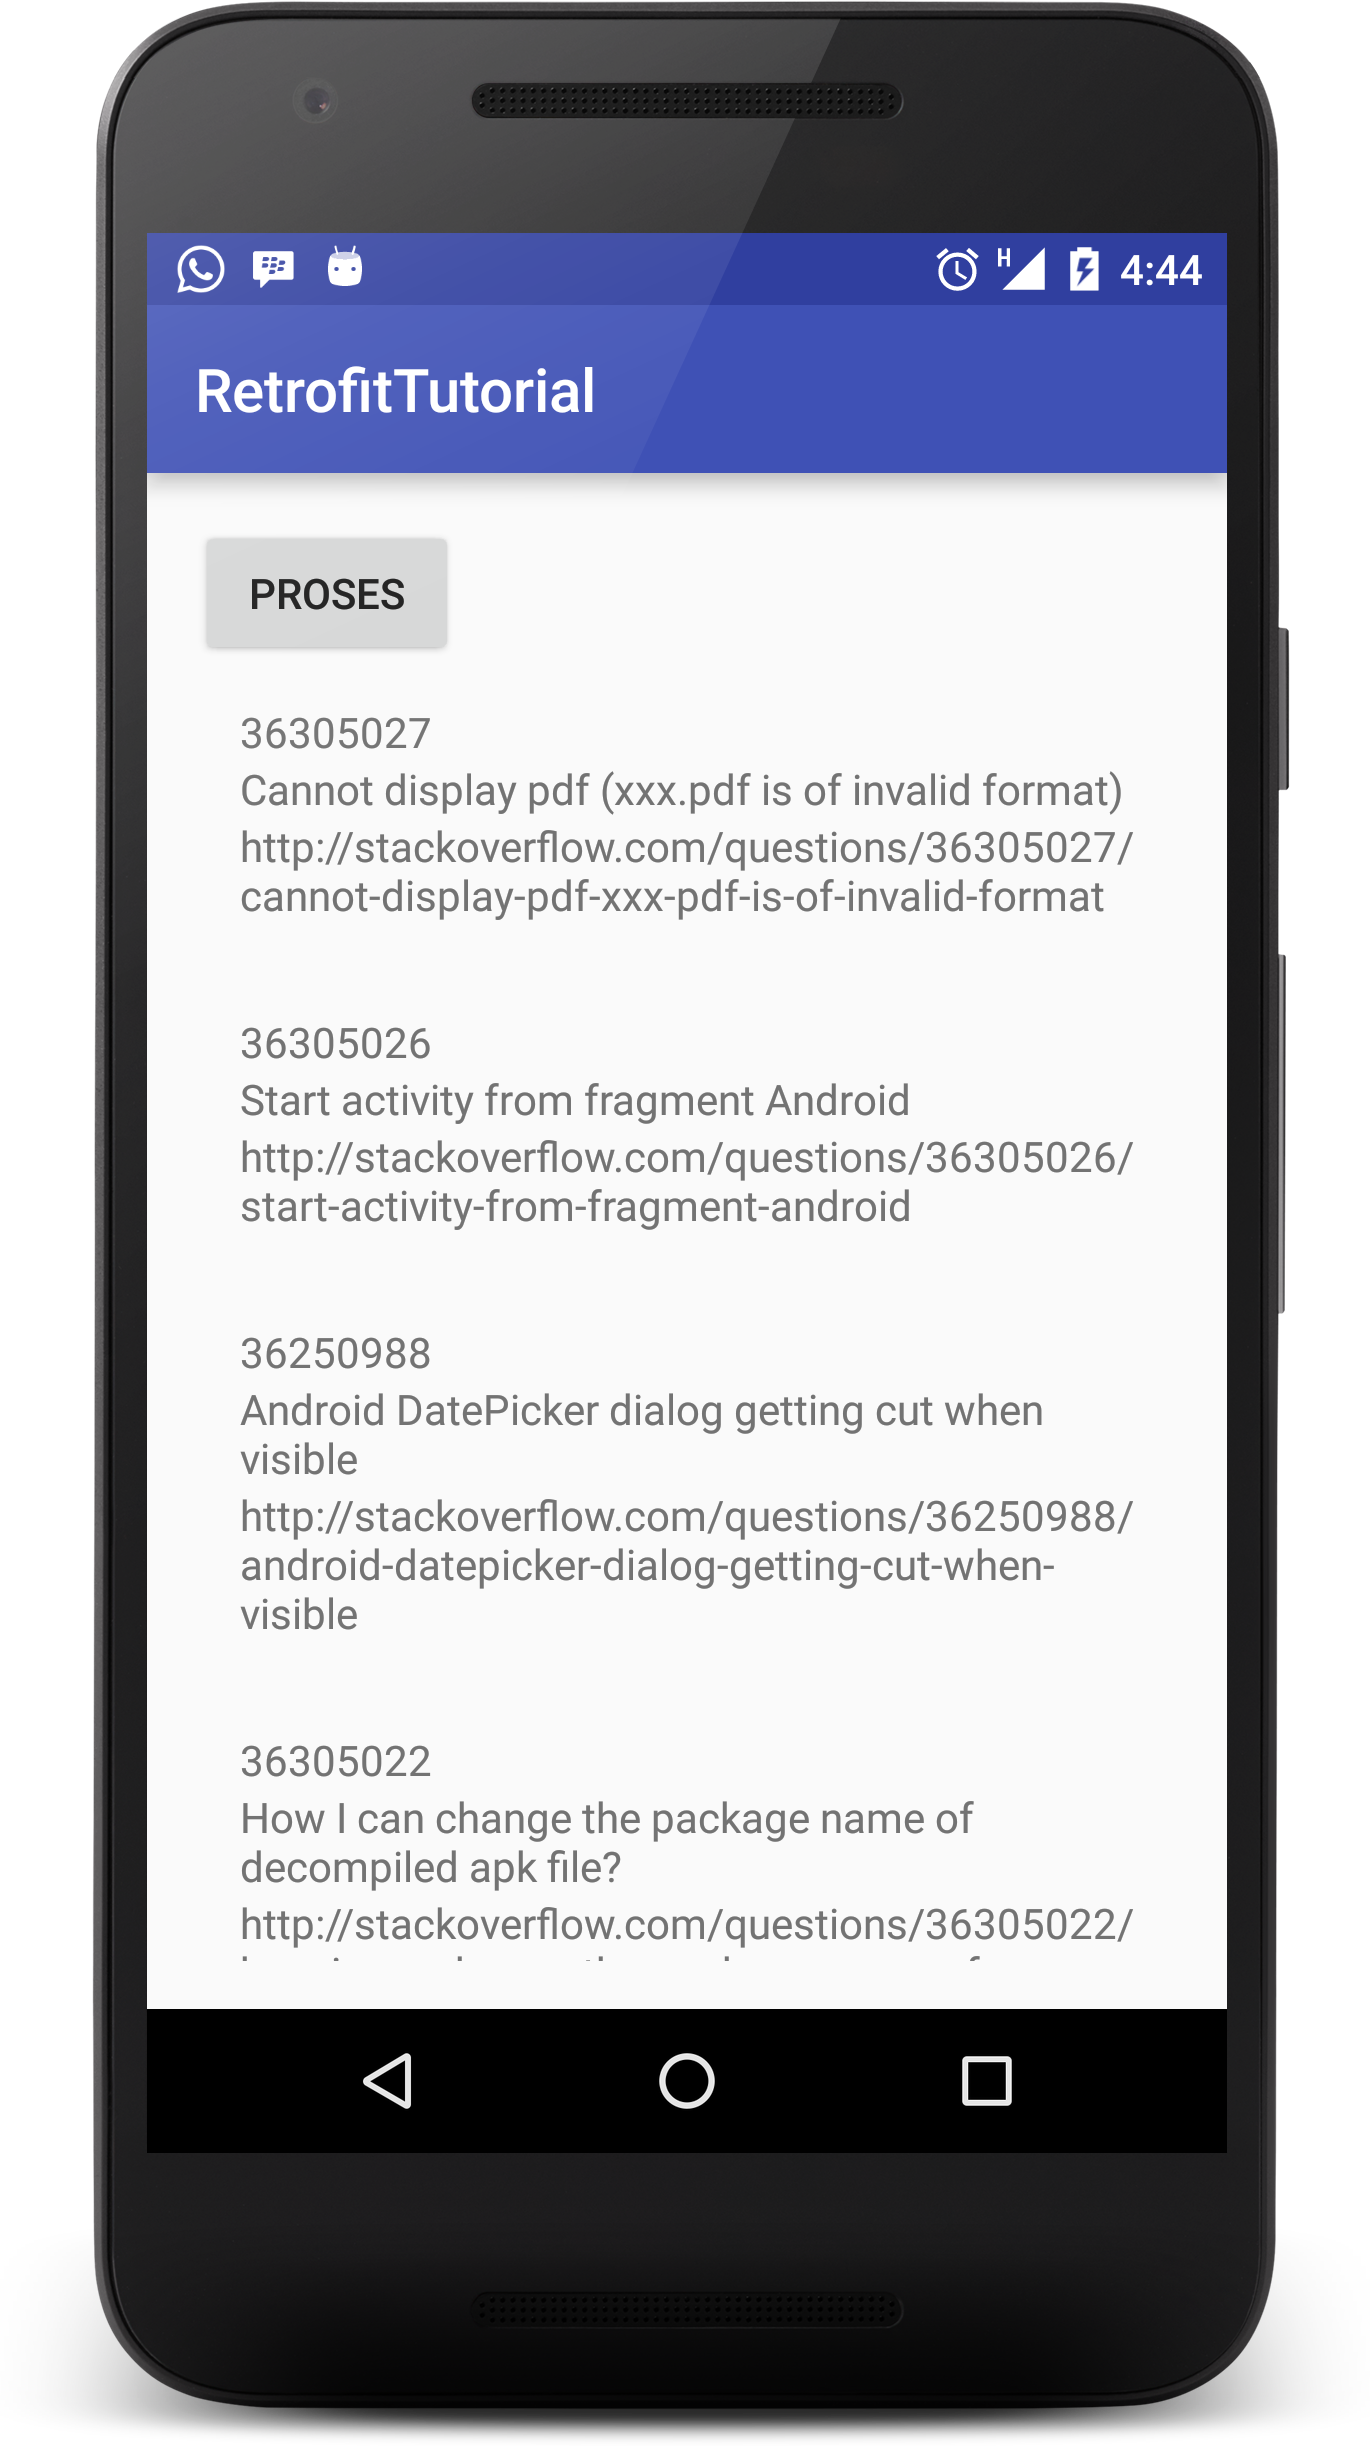 H 4:44
RetrofitTutorial
PROSES
36305027
Cannot display pdf (xxx.pdf is of invalid format)
http://stackoverflow.com/questions/36305027/
cannot-display-pdf-xxx-pdf-is-of-invalid-format
36305026
Start activity from fragment Android
http://stackoverflow.com/questions/36305026/
start-activity-from-fragment-android
36250988
Android DatePicker dialog getting cut when
visible
http://stackoverflow.com/questions/36250988/
android-datepicker-dialog-getting-cut-when-
visible
36305022
How I can change the package name of
decompiled apk file?
http://stackoverflow.com/questions/36305022/